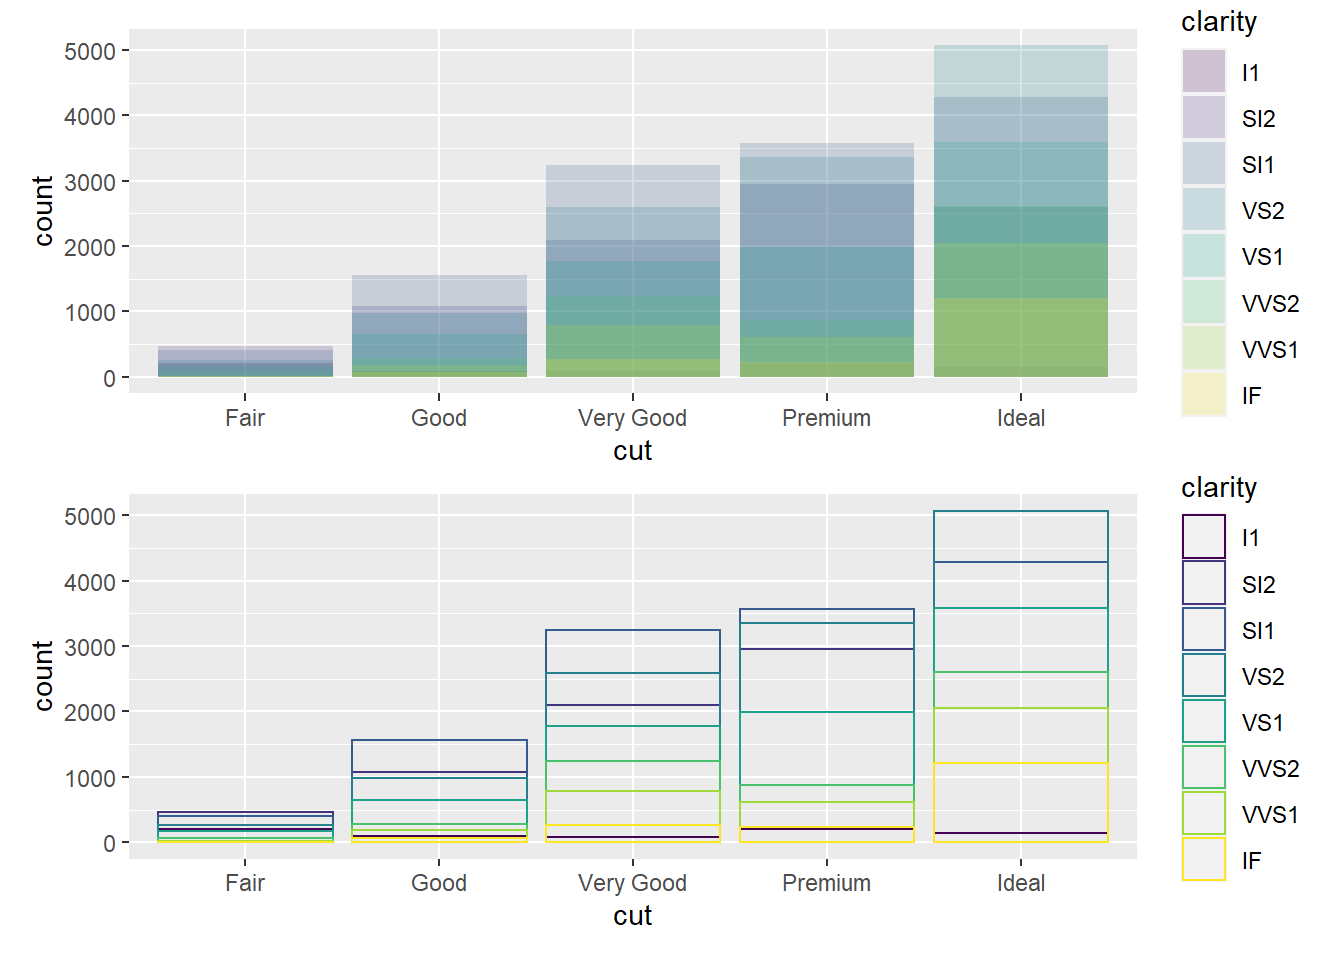 clarity
I1
SI2
SI1
VS2
VS1
VVS2
VVS1
IF
5000
4000
3000
2000
1000
0
count
Fair Good Very Good Premium Ideal
cut
clarity
I1
SI2
SI1
VS2
VS1
VVS2
VVS1
IF
5000
4000
3000
2000
1000
0
count
Fair Good Very Good Premium Ideal
cut